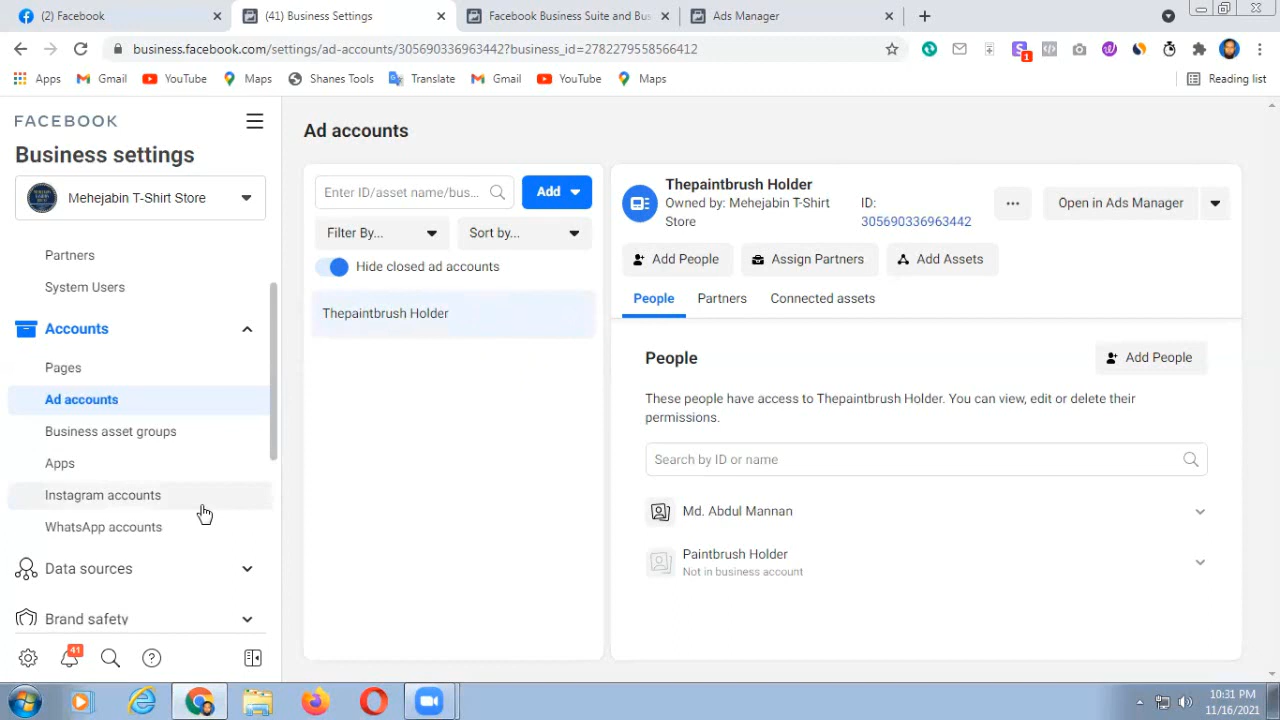 (2) Facebook
(41) Business Settings
Facebook Business Suite and Bus
Ads Manager
business.facebook.com/settings/ad-accounts/305690336963442?business_id=2782279558566412
1
Apps
Gmail
YouTube
Maps
Shanes Tools
Translate
Gmail
YouTube
Maps
Reading list
FACEBOOK
Business settings
Mehejabin T-Shirt Store
Partners
System Users
Accounts
Pages
Ad accounts
Business asset groups
Apps
Instagram accounts
WhatsApp accounts
Data sources
Brand safety
41
Ad accounts
Enter ID/asset name/bus...
Add
Filter By...
Sort by...
Hide closed ad accounts
Thepaintbrush Holder
Thepaintbrush Holder
Owned by: Mehejabin T-Shirt
Store
ID:
305690336963442
Open in Ads Manager
Add People
Assign Partners
Add Assets
People
Partners
Connected assets
People
Add People
These people have access to Thepaintbrush Holder. You can view, edit or delete their
permissions.
Search by ID or name
Md. Abdul Mannan
Paintbrush Holder
Not in business account
10:31 PM
11/16/2021